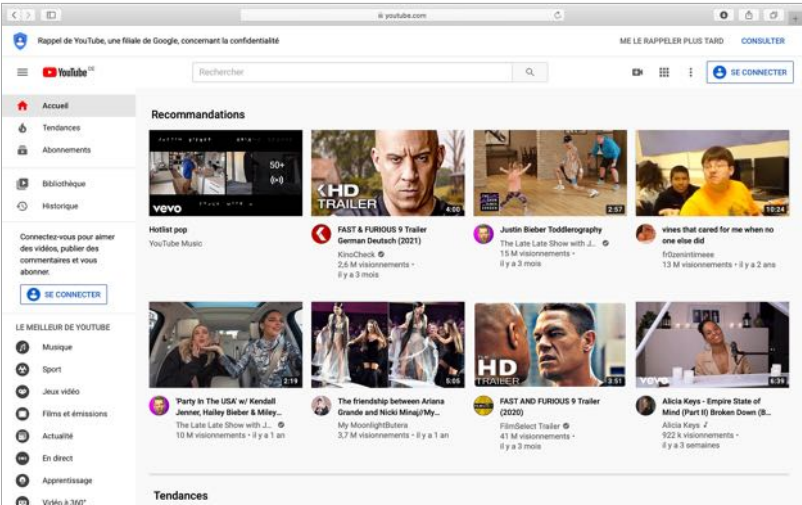 youtube.com
Rappel de YouTube, une filiale de Google, concernant la confidentialité
ME LE RAPPELER PLUS TARD
CONSULTER
YouTube DE
Rechercher
SE CONNECTER
Accueil
Tendances
Abonnements
Bibliothèque
Historique
Connectez-vous pour aimer
des vidéos, publier des
commentaires et vous
abonner.
SE CONNECTER
LE MEILLEUR DE YOUTUBE
Musique
Sport
Jeux vidéo
Films et émissions
Actualité
En direct
Apprentissage
Vidéo à 360°
Recommandations
50+
vevo
Hotlist pop
YouTube Music
HD
TRAILER
4:00
FAST & FURIOUS 9 Trailer
German Deutsch (2021)
KinoCheck
2,6 M visionnements •
il y a 3 mois
2:57
Justin Bieber Toddlerography
The Late Late Show with J...
15 M visionnements •
il y a 3 mois
10:24
vines that cared for me when no
one else did
fr0zenintimeee
13 M visionnements • il y a 2 ans
2:19
'Party In The USA' w/ Kendall
Jenner, Hailey Bieber & Miley...
The Late Late Show with J...
10 M visionnements • il y a 1 an
5:05
The friendship between Ariana
Grande and Nicki Minaj//My...
My MoonlightButera
3,7 M visionnements • il y a 1 an
HD
TRAILER
3:51
FAST AND FURIOUS 9 Trailer
(2020)
FilmSelect Trailer
41 M visionnements •
il y a 3 mois
vevo
6:39
Alicia Keys - Empire State of
Mind (Part II) Broken Down (B...
Alicia Keys
922 k visionnements •
il y a 3 semaines
Tendances